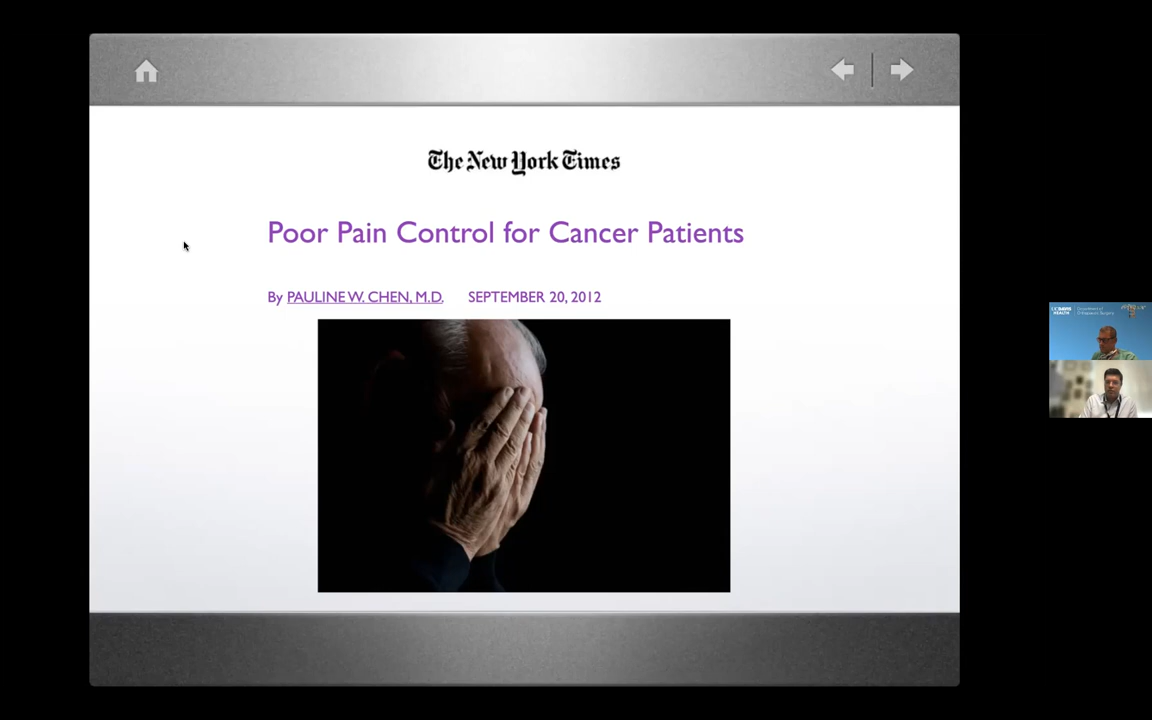 The New York Times
Poor Pain Control for Cancer Patients
By PAULINE W. CHEN, M.D. SEPTEMBER 20, 2012